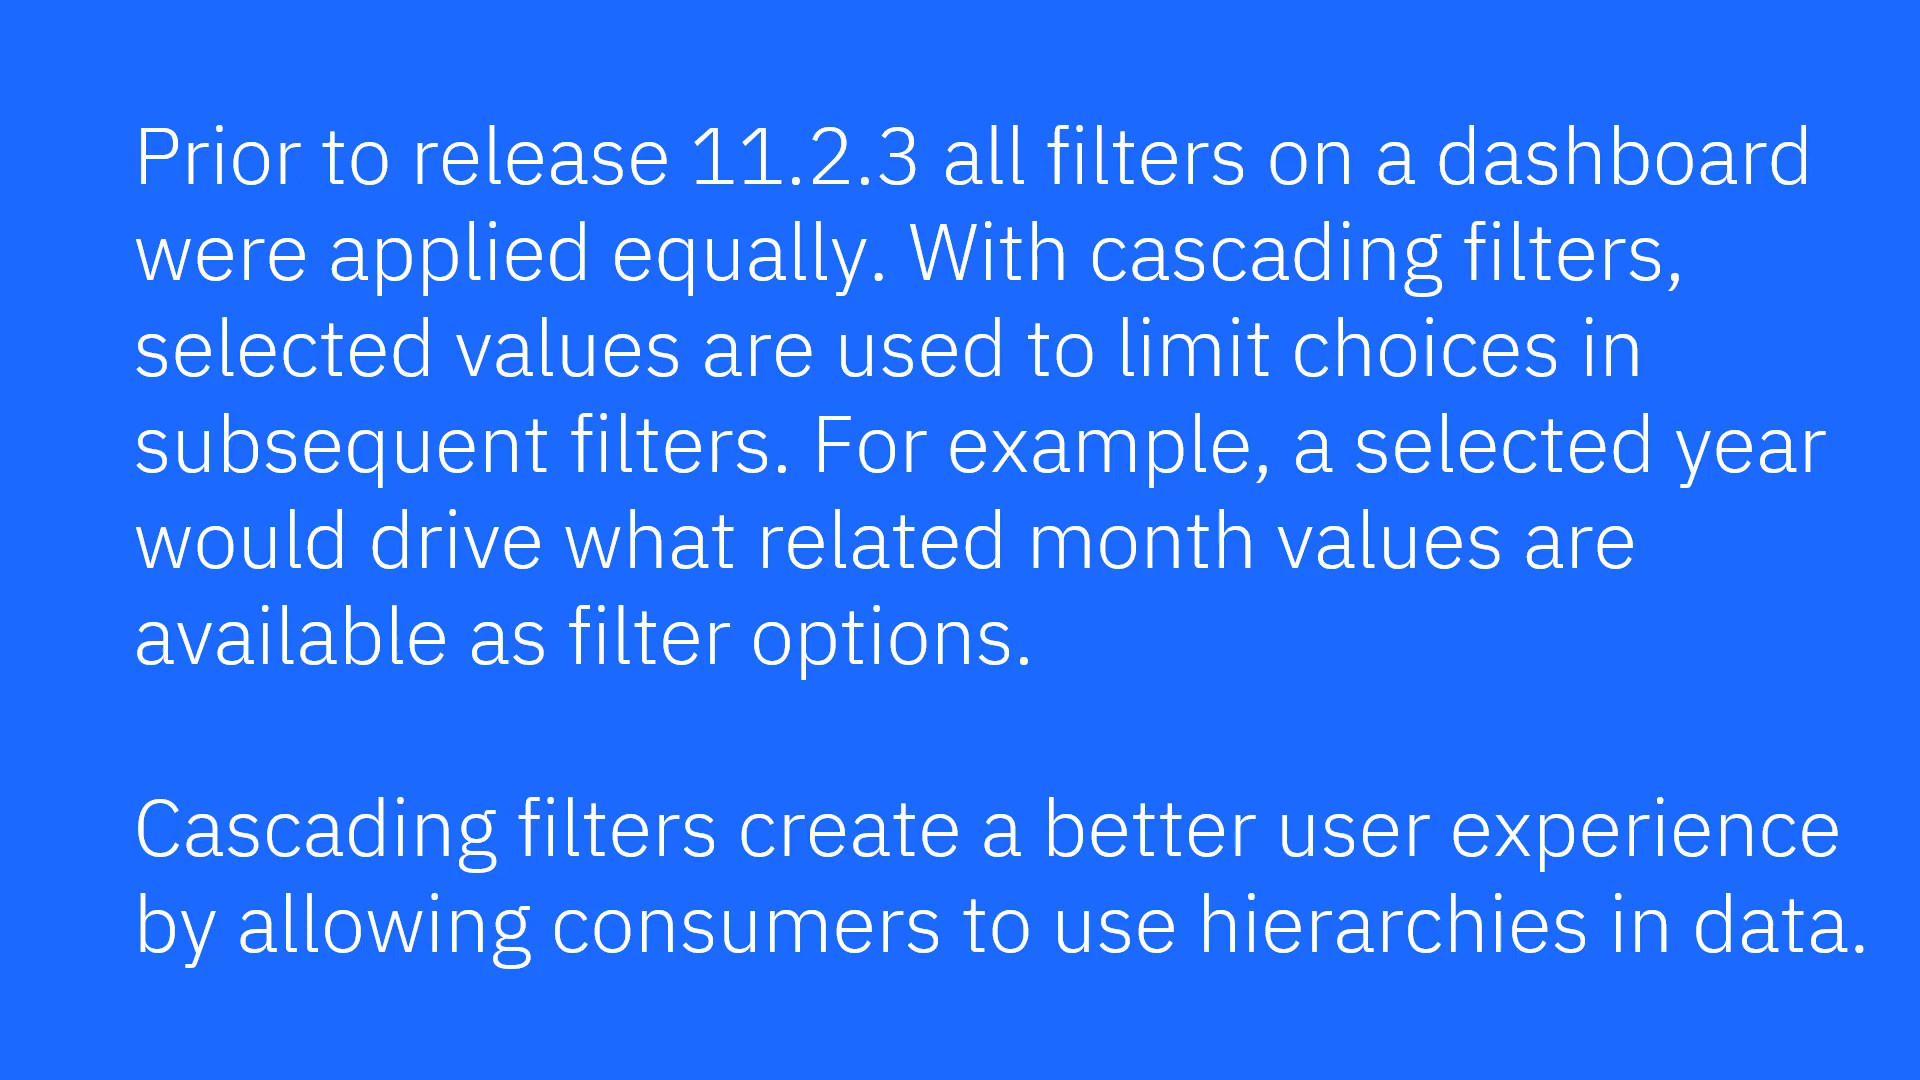 Prior to release 11.2.3 all filters on a dashboard
were applied equally. With cascading filters,
selected values are used to limit choices in
subsequent filters. For example, a selected year
would drive what related month values are
available as filter options.
Cascading filters create a better user experience
by allowing consumers to use hierarchies in data.